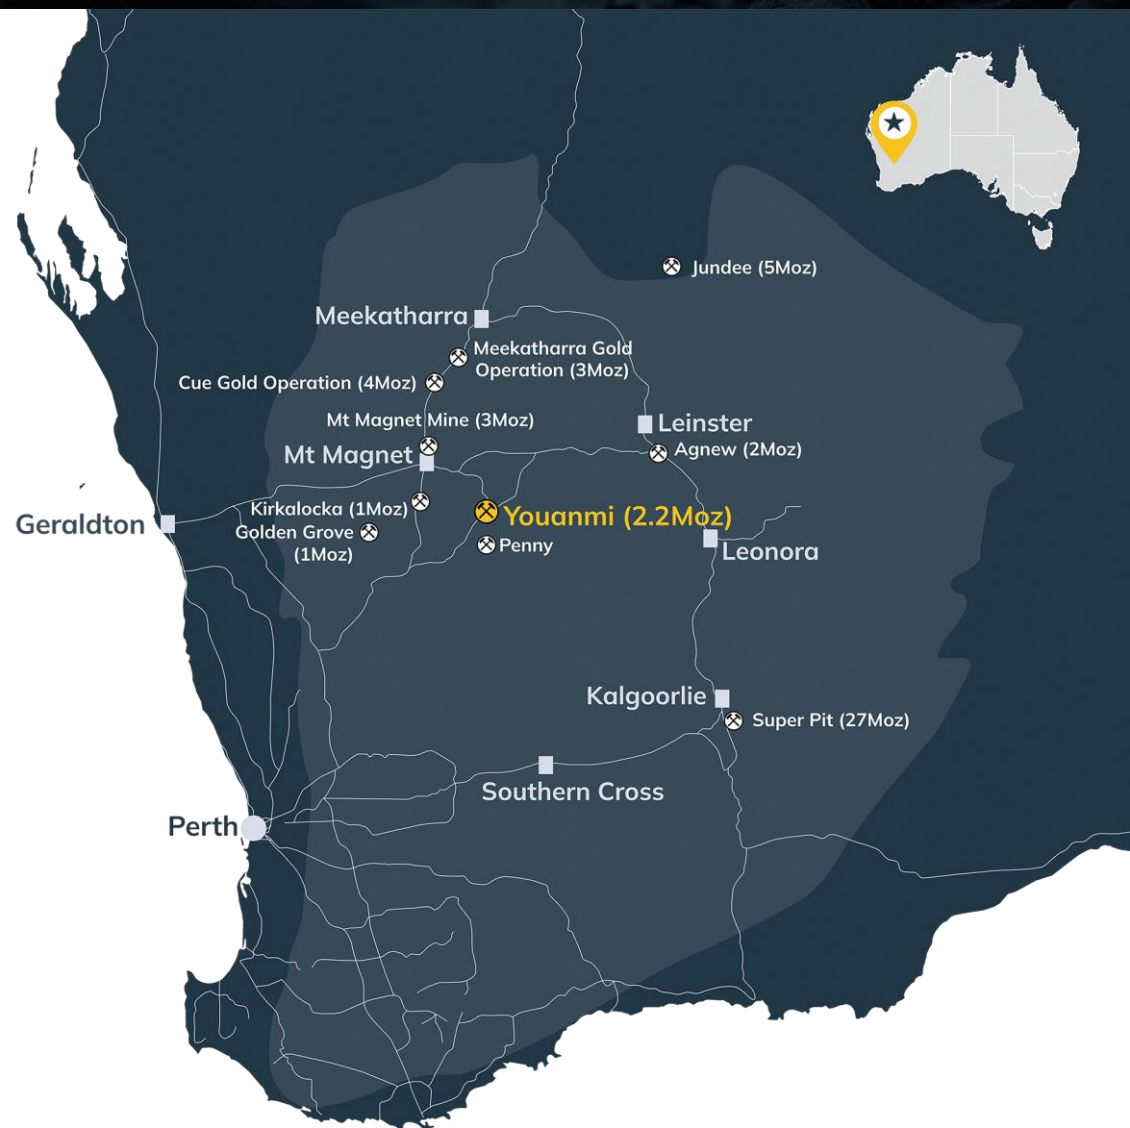 Jundee (5Moz)
Meekatharra
Meekatharra Gold
Operation (3Moz)
Cue Gold Operation (4Moz)
Mt Magnet Mine (3Moz)
Leinster
Agnew (2Moz)
Mt Magnet
Kirkalocka (1Moz)
Youanmi (2.2Moz)
Geraldton
Golden Grove
(1Moz)
Penny
Leonora
Kalgoorlie
Super Pit (27Moz)
Southern Cross
Perth